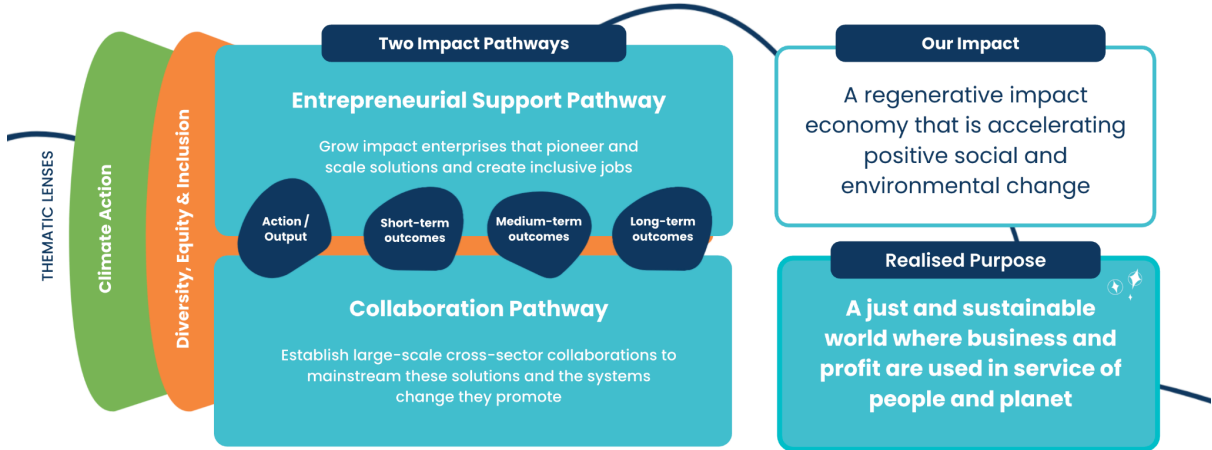 THEMATIC LENSES
Climate Action
Diversity, Equity & Inclusion
Two Impact Pathways
Entrepreneurial Support Pathway
Grow impact enterprises that pioneer and
scale solutions and create inclusive jobs
Action /
Output
Short-term
outcomes
Medium-term
outcomes
Long-term
outcomes
Collaboration Pathway
Establish large-scale cross-sector collaborations to
mainstream these solutions and the systems
change they promote
Our Impact
A regenerative impact
economy that is accelerating
positive social and
environmental change
Realised Purpose
A just and sustainable
world where business and
profit are used in service of
people and planet